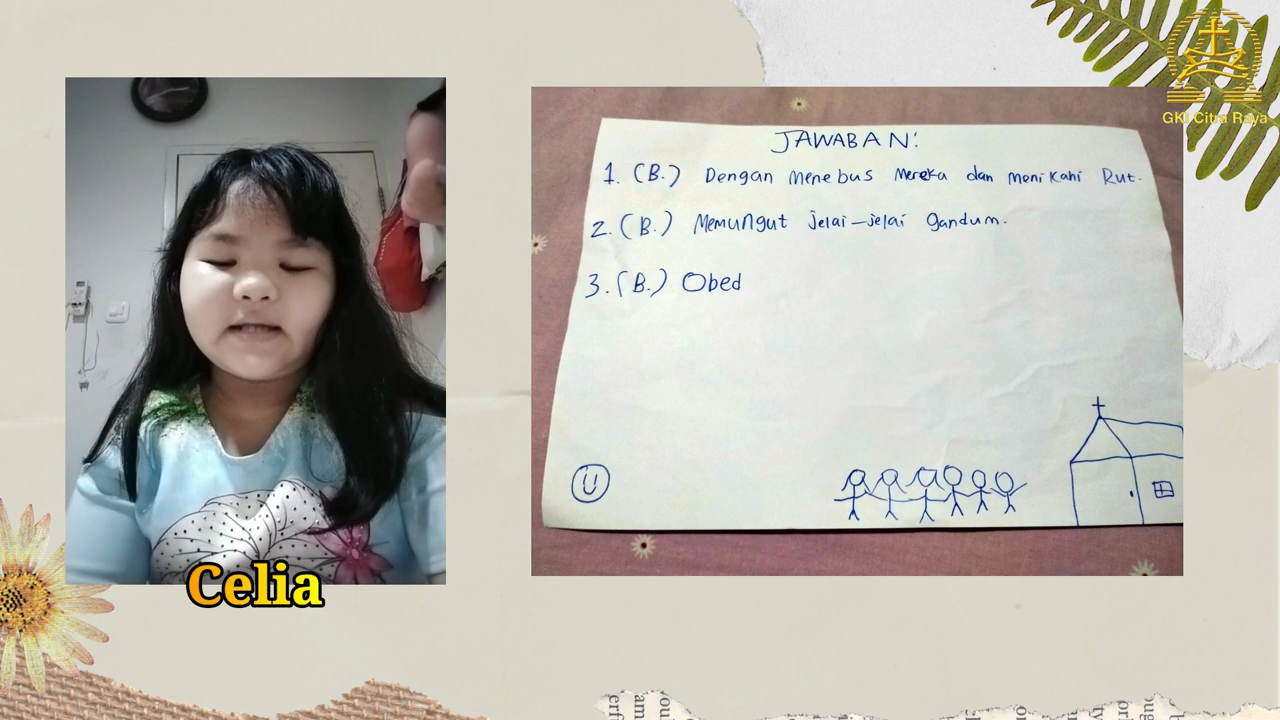 GKI Citra Raya
JAWABAN:
1. (B.) Dengan Menebus Mereka dan menikahi Rut.
2. (B.) Memungut jelai-jelai gandum.
3. (B.) Obed
U
Celia